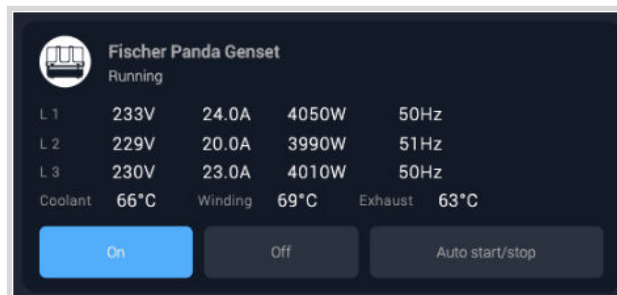 Fischer Panda Genset
Running
L 1 233V 24.0A 4050W 50Hz
L 2 229V 20.0A 3990W 51Hz
L 3 230V 23.0A 4010W 50Hz
Coolant 66°C Winding 69°C Exhaust 63°C
On Off Auto start/stop